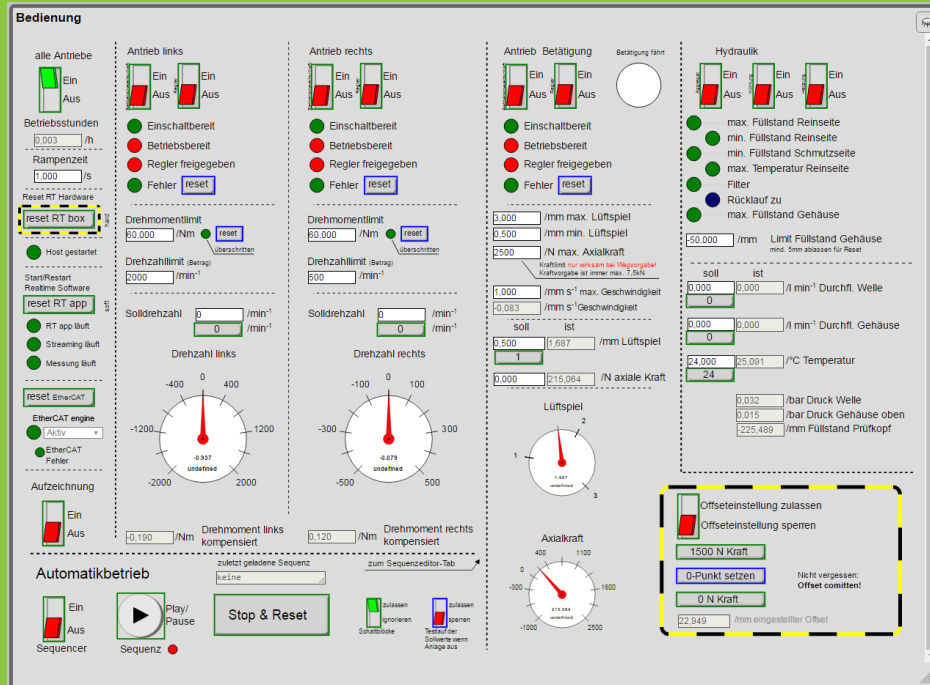 Bedienung
alle Antriebe
Ein
Aus
Betriebsstunden
0,003 /h
Rampenzeit
1,000 /s
Reset RT Hardware
reset RT box
hard
Host gestartet
Start/Restart
Realtime Software
reset RT app
soft
RT app läuft
Streaming läuft
Messung läuft
reset EtherCAT
EtherCAT engine
Aktiv
EtherCAT
Fehler
Aufzeichnung
Ein
Aus
Antrieb links
Ein
Aus
Regler
Ein
Aus
Einschaltbereit
Betriebsbereit
Regler freigegeben
Fehler reset
Drehmomentlimit
60,000 /Nm reset
überschritten
Drehzahllimit (Betrag)
2000 /min-1
Solldrehzahl 0 /min-1
0 /min-1
Drehzahl links
-2000 -1200 -400 0 400 1200 2000
-0.937
undefined
-0,190 /Nm Drehmoment links
kompensiert
Antrieb rechts
Ein
Aus
Regler
Ein
Aus
Einschaltbereit
Betriebsbereit
Regler freigegeben
Fehler reset
Drehmomentlimit
60,000 /Nm reset
überschritten
Drehzahllimit (Betrag)
500 /min-1
Solldrehzahl 0 /min-1
0 /min-1
Drehzahl rechts
-500 -300 -100 0 100 300 500
-0.079
undefined
0,120 /Nm Drehmoment rechts
kompensiert
Antrieb Betätigung
Betätigung fährt
Ein
Aus
Regler
Ein
Aus
Einschaltbereit
Betriebsbereit
Regler freigegeben
Fehler reset
3,000 /mm max. Lüftspiel
0,500 /mm min. Lüftspiel
2500 /N max. Axialkraft
Kraftlimit nur wirksam bei Wegvorgabe!
Kraftvorgabe ist immer max. 7,5kN
1,000 /mm s-1 max. Geschwindigkeit
-0,083 /mm s-1 Geschwindigkeit
soll ist
0,500 1,687 /mm Lüftspiel
1
0,000 215,064 /N axiale Kraft
Lüftspiel
1 2 3
1.687
undefined
Axialkraft
-1000 -300 400 1100 1800 2500
215.064
undefined
Hydraulik
Ein
Aus
Ein
Aus
Ein
Aus
max. Füllstand Reinseite
min. Füllstand Reinseite
min. Füllstand Schmutzseite
max. Temperatur Reinseite
Filter
Rücklauf zu
max. Füllstand Gehäuse
-50,000 /mm Limit Füllstand Gehäuse
mind. 5mm ablassen für Reset
soll ist
0,000 0,000 /l min-1 Durchfl. Welle
0
0,000 0,000 /l min-1 Durchfl. Gehäuse
0
24,000 25,091 /°C Temperatur
24
0,032 /bar Druck Welle
0,015 /bar Druck Gehäuse oben
-225,489 /mm Füllstand Prüfkopf
Offseteinstellung zulassen
Offseteinstellung sperren
1500 N Kraft
0-Punkt setzen
0 N Kraft
Nicht vergessen:
Offset comitten!
22,949 /mm eingestellter Offset
Automatikbetrieb
zuletzt geladene Sequenz
keine
zum Sequenzeditor-Tab
Ein
Aus
Sequencer
Play/
Pause
Sequenz
Stop & Reset
zulassen
ignorieren
Schaltblöcke
zulassen
sperren
Testlauf der
Sollwerte wenn
Anlage aus